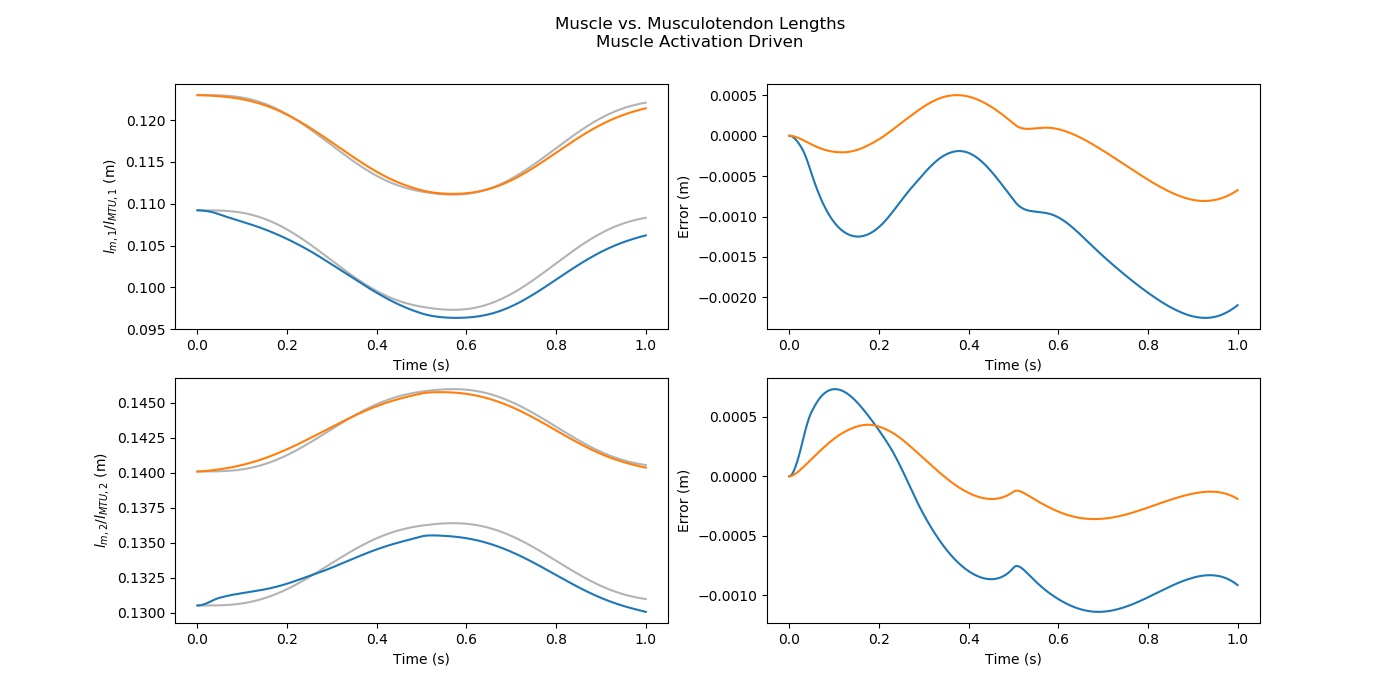 Muscle vs. Musculotendon Lengths
Muscle Activation Driven
l_{m,1}/l_{MTU,1} (m)
0.120
0.115
0.110
0.105
0.100
0.095
0.0 0.2 0.4 0.6 0.8 1.0
Time (s)
Error (m)
0.0005
0.0000
−0.0005
−0.0010
−0.0015
−0.0020
0.0 0.2 0.4 0.6 0.8 1.0
Time (s)
l_{m,2}/l_{MTU,2} (m)
0.1450
0.1425
0.1400
0.1375
0.1350
0.1325
0.1300
0.0 0.2 0.4 0.6 0.8 1.0
Time (s)
Error (m)
0.0005
0.0000
−0.0005
−0.0010
0.0 0.2 0.4 0.6 0.8 1.0
Time (s)